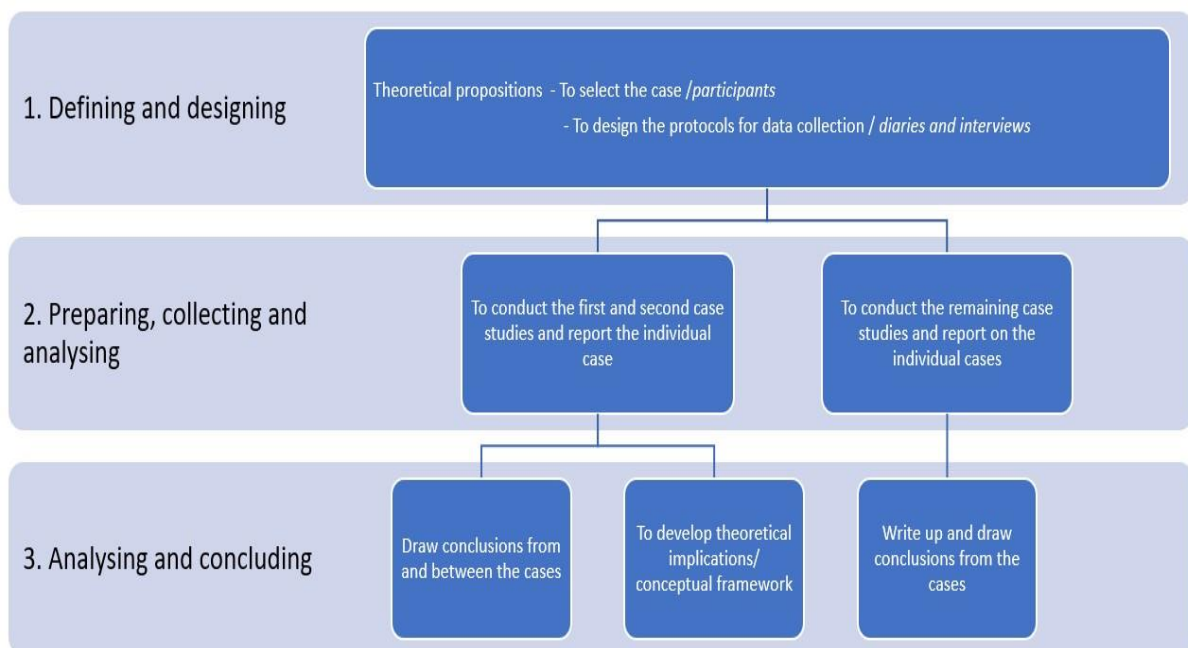 1. Defining and designing
Theoretical propositions - To select the case /participants
- To design the protocols for data collection / diaries and interviews
2. Preparing, collecting and
analysing
To conduct the first and second case
studies and report the individual
case
To conduct the remaining case
studies and report on the
individual cases
3. Analysing and concluding
Draw conclusions from
and between the cases
To develop theoretical
implications/
conceptual framework
Write up and draw
conclusions from the
cases